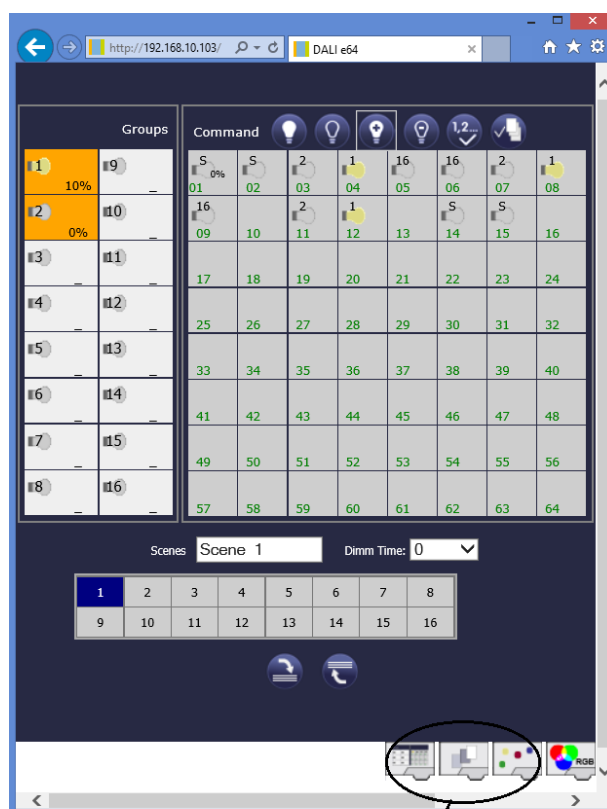 http://192.168.10.103/
DALI e64
Groups
Command
1,2...
1 10%
9 _
2 0%
10 _
3 _
11 _
4 _
12 _
5 _
13 _
6 _
14 _
7 _
15 _
8 _
16 _
S 0% S 2 1 16 16 2 1
01 02 03 04 05 06 07 08
16 2 1 S S
09 10 11 12 13 14 15 16
17 18 19 20 21 22 23 24
25 26 27 28 29 30 31 32
33 34 35 36 37 38 39 40
41 42 43 44 45 46 47 48
49 50 51 52 53 54 55 56
57 58 59 60 61 62 63 64
Scenes Scene 1 Dimm Time: 0
1 2 3 4 5 6 7 8
9 10 11 12 13 14 15 16
RGB